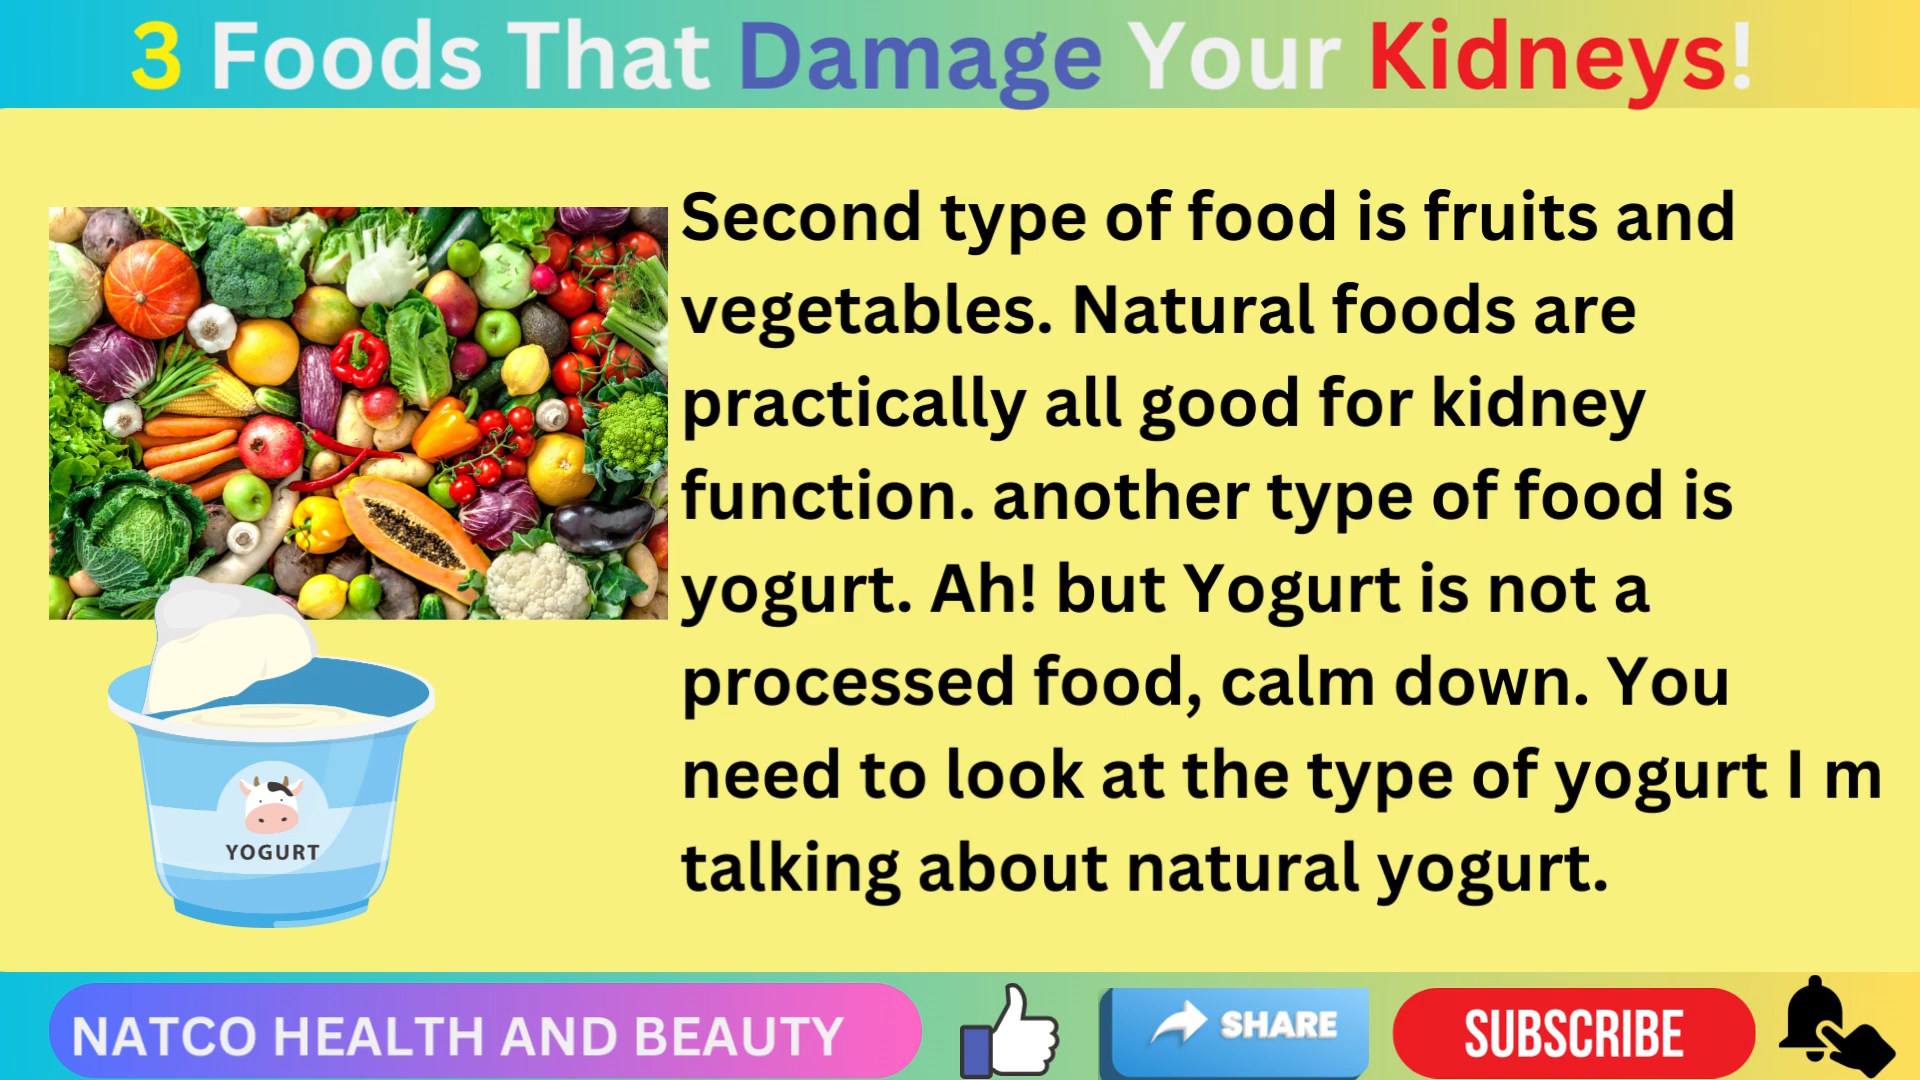 3 Foods That Damage Your Kidneys!
Second type of food is fruits and
vegetables. Natural foods are
practically all good for kidney
function. another type of food is
yogurt. Ah! but Yogurt is not a
processed food, calm down. You
need to look at the type of yogurt I m
talking about natural yogurt.
YOGURT
NATCO HEALTH AND BEAUTY
SHARE
SUBSCRIBE